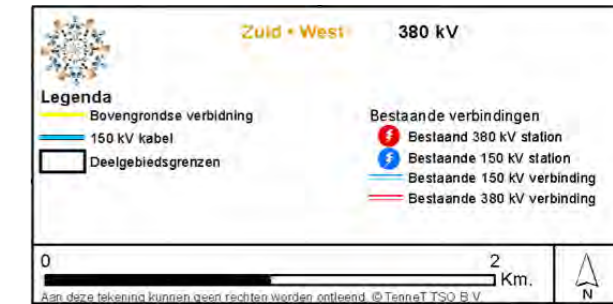 Zuid • West 380 kV
Legenda
Bovengrondse verbidning
150 kV kabel
Deelgebiedsgrenzen
Bestaande verbindingen
Bestaand 380 kV station
Bestaande 150 kV station
Bestaande 150 kV verbinding
Bestaande 380 kV verbinding
0 2
Km.
N
Aan deze tekening kunnen geen rechten worden ontleend. © TenneT TSO B.V.